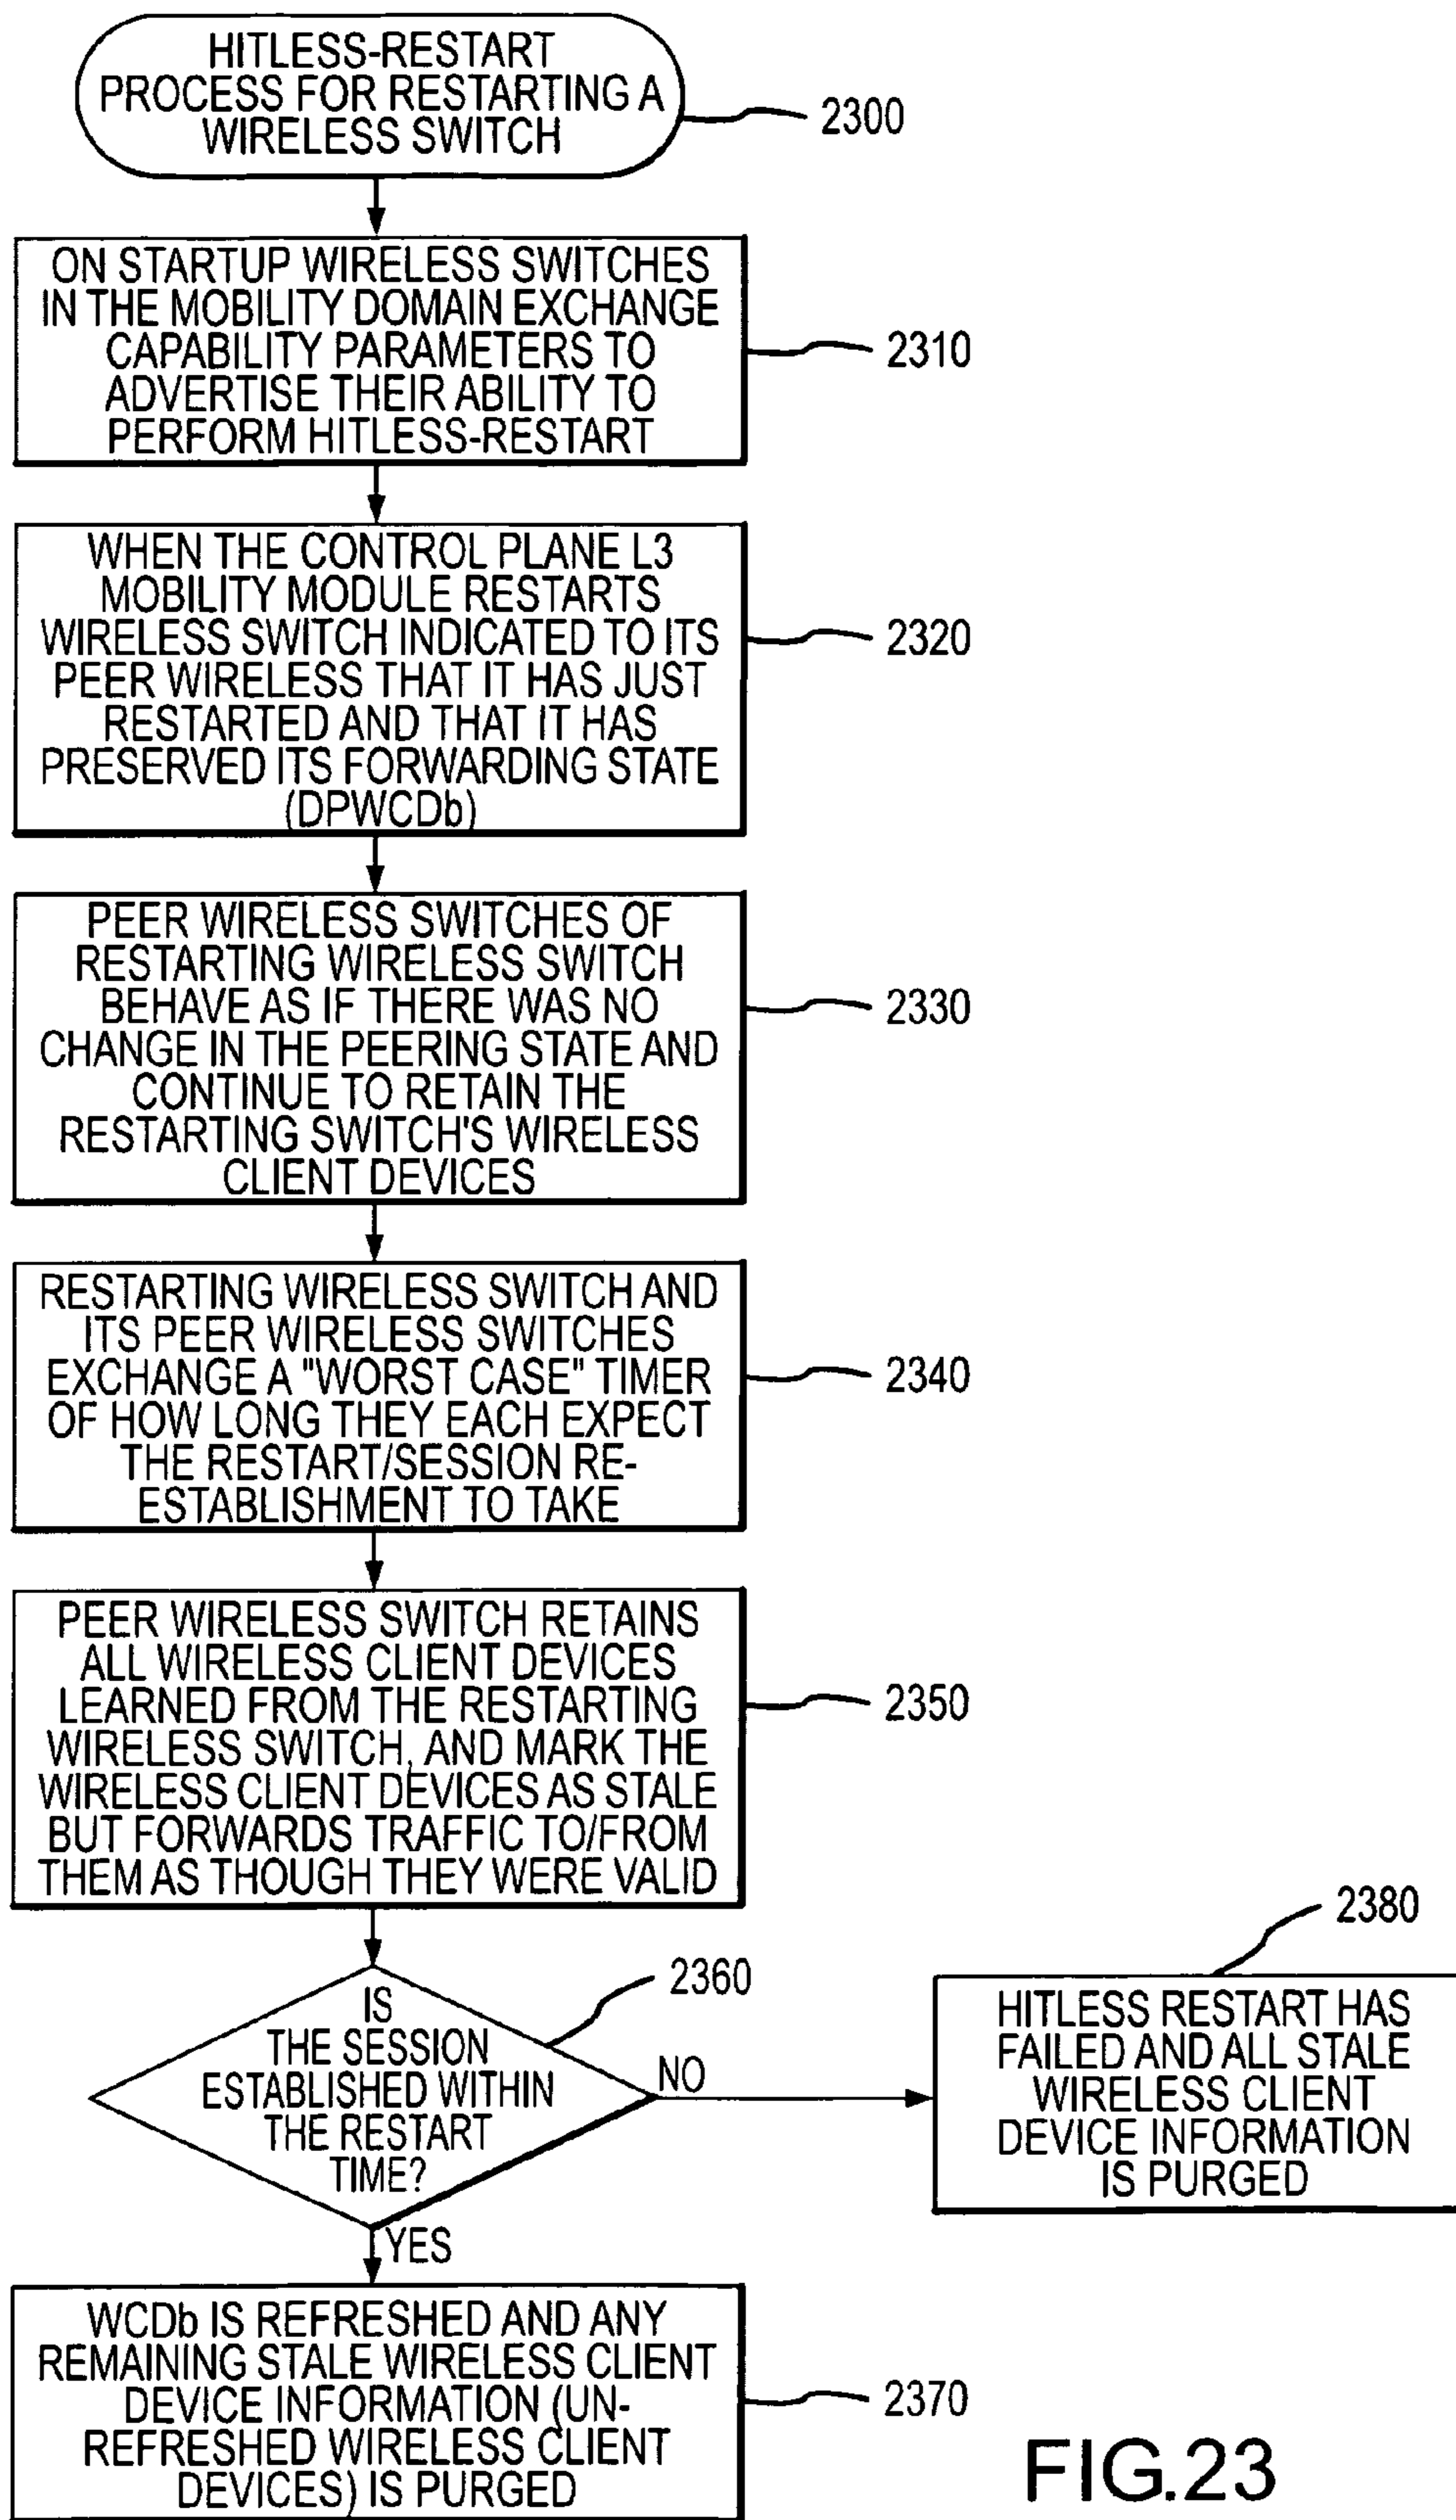 HITLESS-RESTART
PROCESS FOR RESTARTING A
WIRELESS SWITCH
2300
ON STARTUP WIRELESS SWITCHES
IN THE MOBILITY DOMAIN EXCHANGE
CAPABILITY PARAMETERS TO
ADVERTISE THEIR ABILITY TO
PERFORM HITLESS-RESTART
2310
WHEN THE CONTROL PLANE L3
MOBILITY MODULE RESTARTS
WIRELESS SWITCH INDICATED TO ITS
PEER WIRELESS THAT IT HAS JUST
RESTARTED AND THAT IT HAS
PRESERVED ITS FORWARDING STATE
(DPWCDb)
2320
PEER WIRELESS SWITCHES OF
RESTARTING WIRELESS SWITCH
BEHAVE AS IF THERE WAS NO
CHANGE IN THE PEERING STATE AND
CONTINUE TO RETAIN THE
RESTARTING SWITCH'S WIRELESS
CLIENT DEVICES
2330
RESTARTING WIRELESS SWITCH AND
ITS PEER WIRELESS SWITCHES
EXCHANGE A "WORST CASE" TIMER
OF HOW LONG THEY EACH EXPECT
THE RESTART/SESSION RE-
ESTABLISHMENT TO TAKE
2340
PEER WIRELESS SWITCH RETAINS
ALL WIRELESS CLIENT DEVICES
LEARNED FROM THE RESTARTING
WIRELESS SWITCH, AND MARK THE
WIRELESS CLIENT DEVICES AS STALE
BUT FORWARDS TRAFFIC TO/FROM
THEM AS THOUGH THEY WERE VALID
2350
IS
THE SESSION
ESTABLISHED WITHIN
THE RESTART
TIME?
2360
NO
2380
HITLESS RESTART HAS
FAILED AND ALL STALE
WIRELESS CLIENT
DEVICE INFORMATION
IS PURGED
YES
WCDb IS REFRESHED AND ANY
REMAINING STALE WIRELESS CLIENT
DEVICE INFORMATION (UN-
REFRESHED WIRELESS CLIENT
DEVICES) IS PURGED
2370
FIG.23